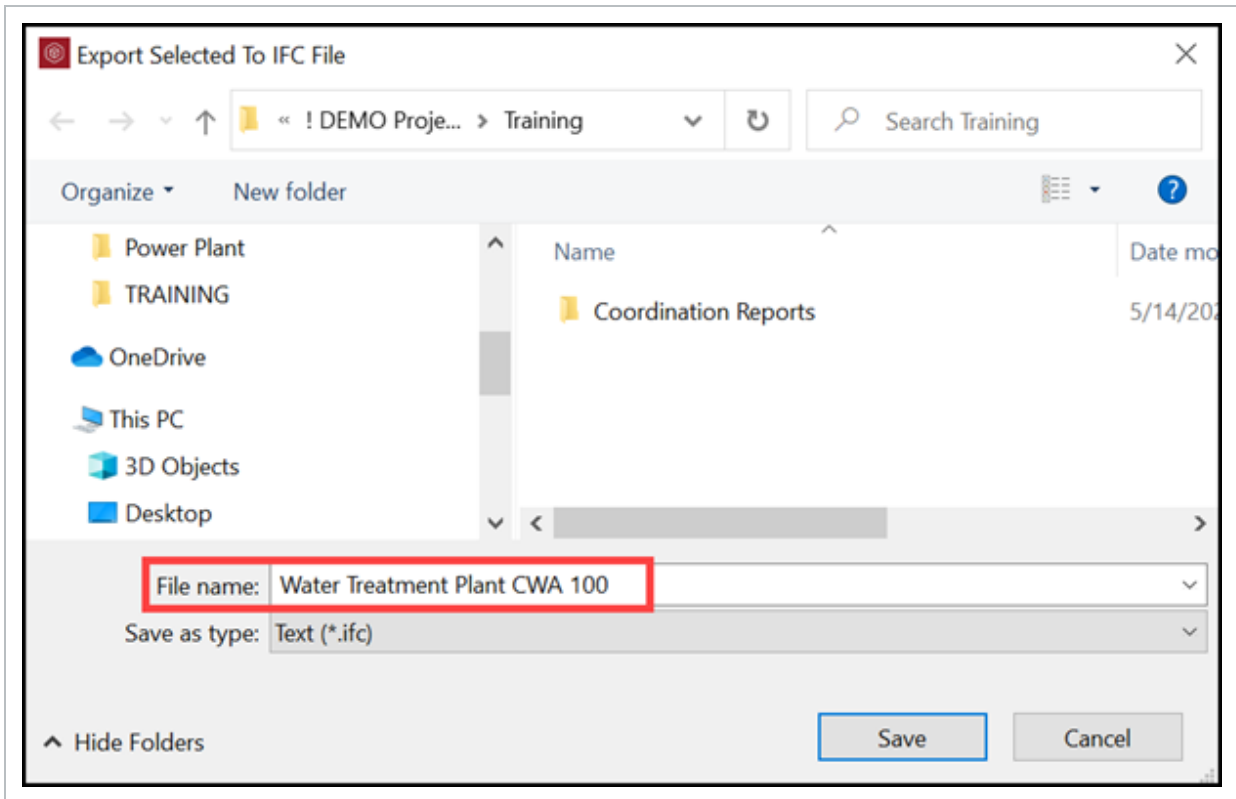 Export Selected To IFC File
« ! DEMO Proje... > Training
Search Training
Organize
New folder
?
Power Plant
TRAINING
OneDrive
This PC
3D Objects
Desktop
Name
Date mo
Coordination Reports
5/14/202
File name: Water Treatment Plant CWA 100
Save as type: Text (*.ifc)
Hide Folders
Save
Cancel